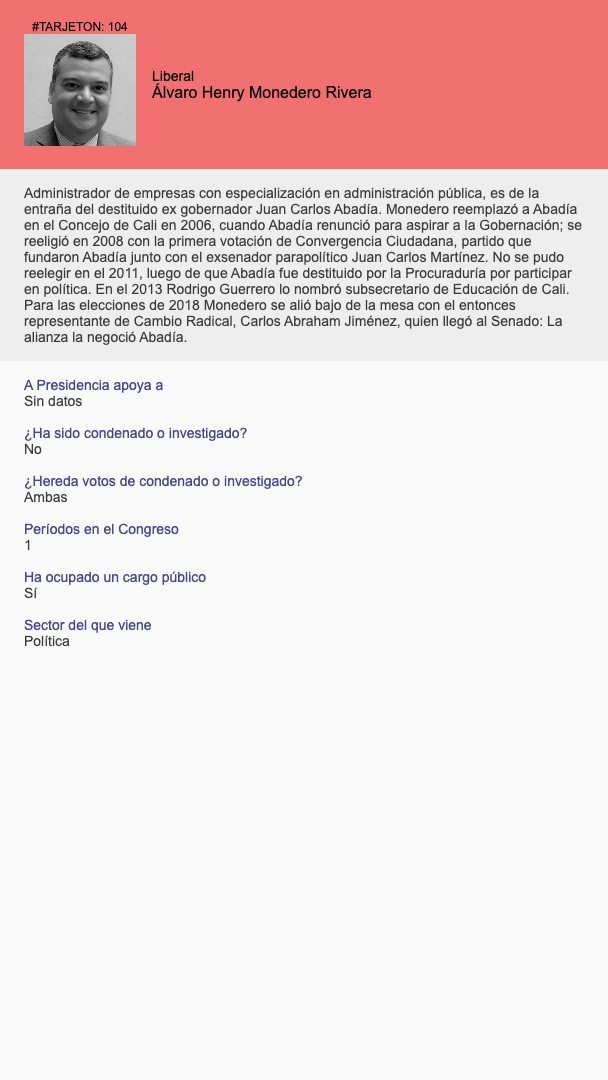 #TARJETON: 104
Liberal
Álvaro Henry Monedero Rivera
Administrador de empresas con especialización en administración pública, es de la
entraña del destituido ex gobernador Juan Carlos Abadía. Monedero reemplazó a Abadía
en el Concejo de Cali en 2006, cuando Abadía renunció para aspirar a la Gobernación; se
reeligió en 2008 con la primera votación de Convergencia Ciudadana, partido que
fundaron Abadía junto con el exsenador parapolítico Juan Carlos Martínez. No se pudo
reelegir en el 2011, luego de que Abadía fue destituido por la Procuraduría por participar
en política. En el 2013 Rodrigo Guerrero lo nombró subsecretario de Educación de Cali.
Para las elecciones de 2018 Monedero se alió bajo de la mesa con el entonces
representante de Cambio Radical, Carlos Abraham Jiménez, quien llegó al Senado: La
alianza la negoció Abadía.
A Presidencia apoya a
Sin datos
¿Ha sido condenado o investigado?
No
¿Hereda votos de condenado o investigado?
Ambas
Períodos en el Congreso
1
Ha ocupado un cargo público
Sí
Sector del que viene
Política